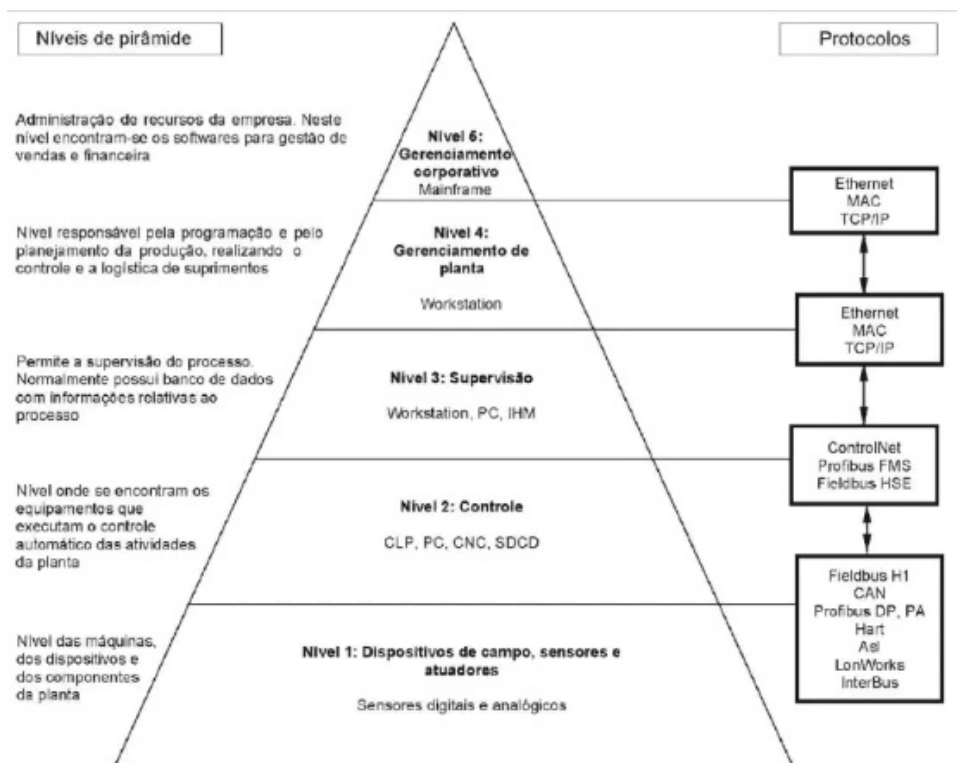 Níveis de pirâmide
Protocolos
Administração de recursos da empresa. Neste
nível encontram-se os softwares para gestão de
vendas e financeira
Nível 5:
Gerenciamento
corporativo
Mainframe
Ethernet
MAC
TCP/IP
Nível responsável pela programação e pelo
planejamento da produção, realizando o
controle e a logística de suprimentos
Nível 4:
Gerenciamento de
planta
Workstation
Ethernet
MAC
TCP/IP
Permite a supervisão do processo.
Normalmente possui banco de dados
com informações relativas ao
processo
Nível 3: Supervisão
Workstation, PC, IHM
ControlNet
Profibus FMS
Fieldbus HSE
Nível onde se encontram os
equipamentos que
executam o controle
automático das atividades
da planta
Nível 2: Controle
CLP, PC, CNC, SDCD
Fieldbus H1
CAN
Profibus DP, PA
Hart
AsI
LonWorks
InterBus
Nível das máquinas,
dos dispositivos e
dos componentes
da planta
Nível 1: Dispositivos de campo, sensores e
atuadores
Sensores digitais e analógicos